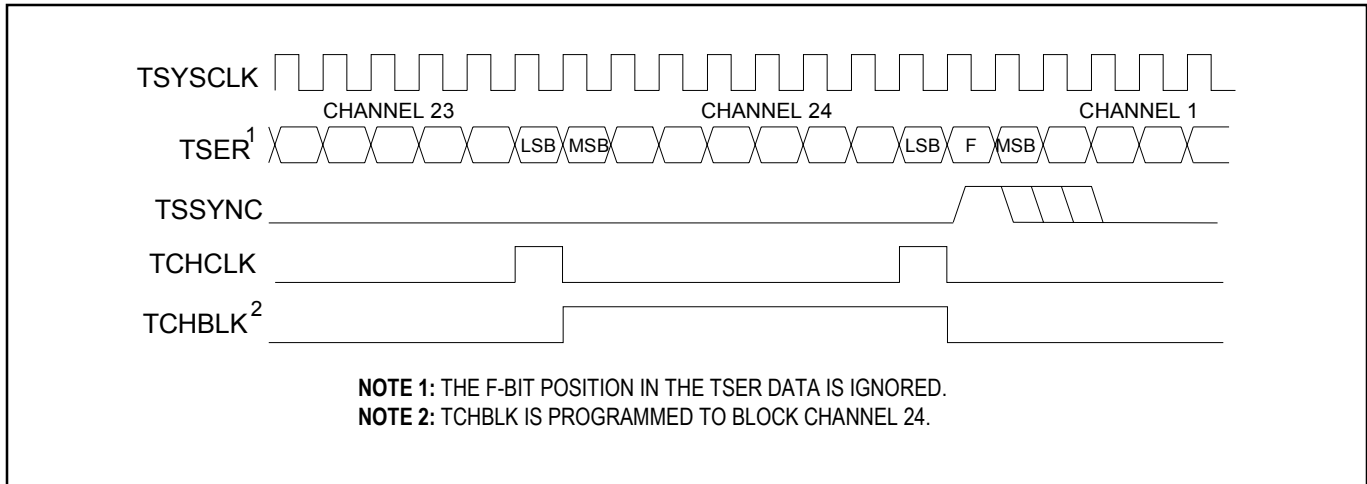 TSYSCLK
CHANNEL 23 CHANNEL 24 CHANNEL 1
TSER1 LSB MSB LSB F MSB
TSSYNC
TCHCLK
TCHBLK2
NOTE 1: THE F-BIT POSITION IN THE TSER DATA IS IGNORED.
NOTE 2: TCHBLK IS PROGRAMMED TO BLOCK CHANNEL 24.